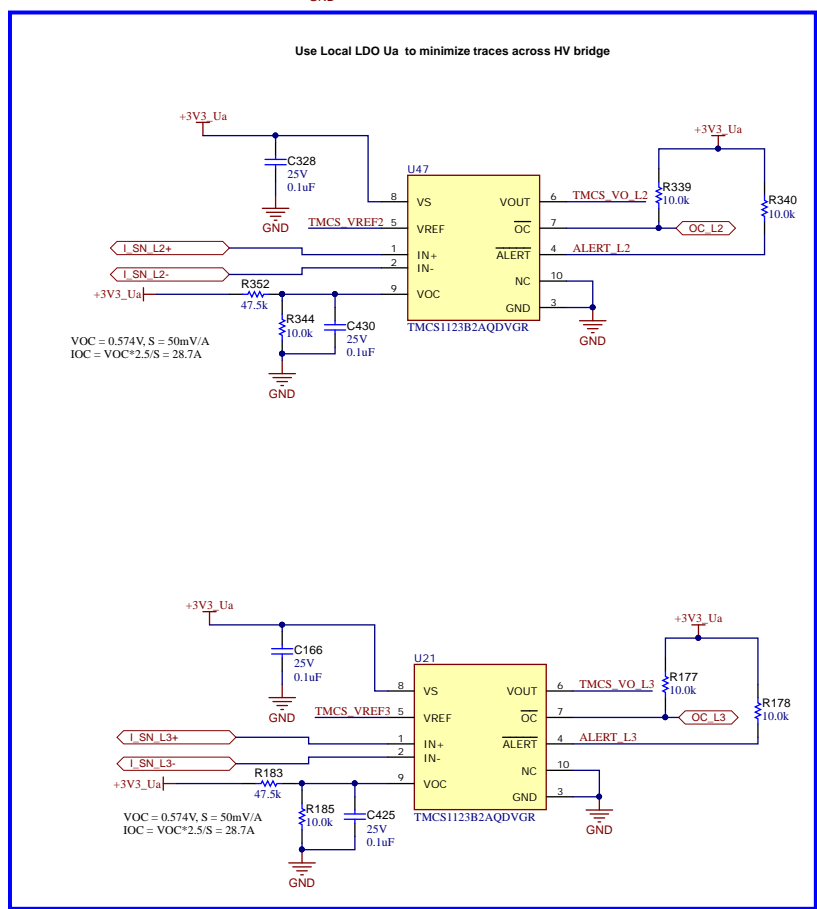 GND
Use Local LDO Ua to minimize traces across HV bridge
+3V3_Ua
+3V3_Ua
C328
25V
0.1uF
GND
U47
8 VS
VOUT 6 TMCS_VO_L2
R339
10.0k
R340
10.0k
TMCS_VREF2 5 VREF
OC 7
OC_L2
I_SN_L2+
1 IN+
ALERT 4 ALERT_L2
I_SN_L2-
2 IN-
NC 10
+3V3_Ua
R352
47.5k
9 VOC
GND 3
R344
10.0k
C430
25V
0.1uF
TMCS1123B2AQDVGR
GND
VOC = 0.574V, S = 50mV/A
IOC = VOC*2.5/S = 28.7A
GND
+3V3_Ua
+3V3_Ua
C166
25V
0.1uF
GND
U21
8 VS
VOUT 6 TMCS_VO_L3
R177
10.0k
R178
10.0k
TMCS_VREF3 5 VREF
OC 7
OC_L3
I_SN_L3+
1 IN+
ALERT 4 ALERT_L3
I_SN_L3-
2 IN-
NC 10
+3V3_Ua
R183
47.5k
9 VOC
GND 3
R185
10.0k
C425
25V
0.1uF
TMCS1123B2AQDVGR
GND
VOC = 0.574V, S = 50mV/A
IOC = VOC*2.5/S = 28.7A
GND